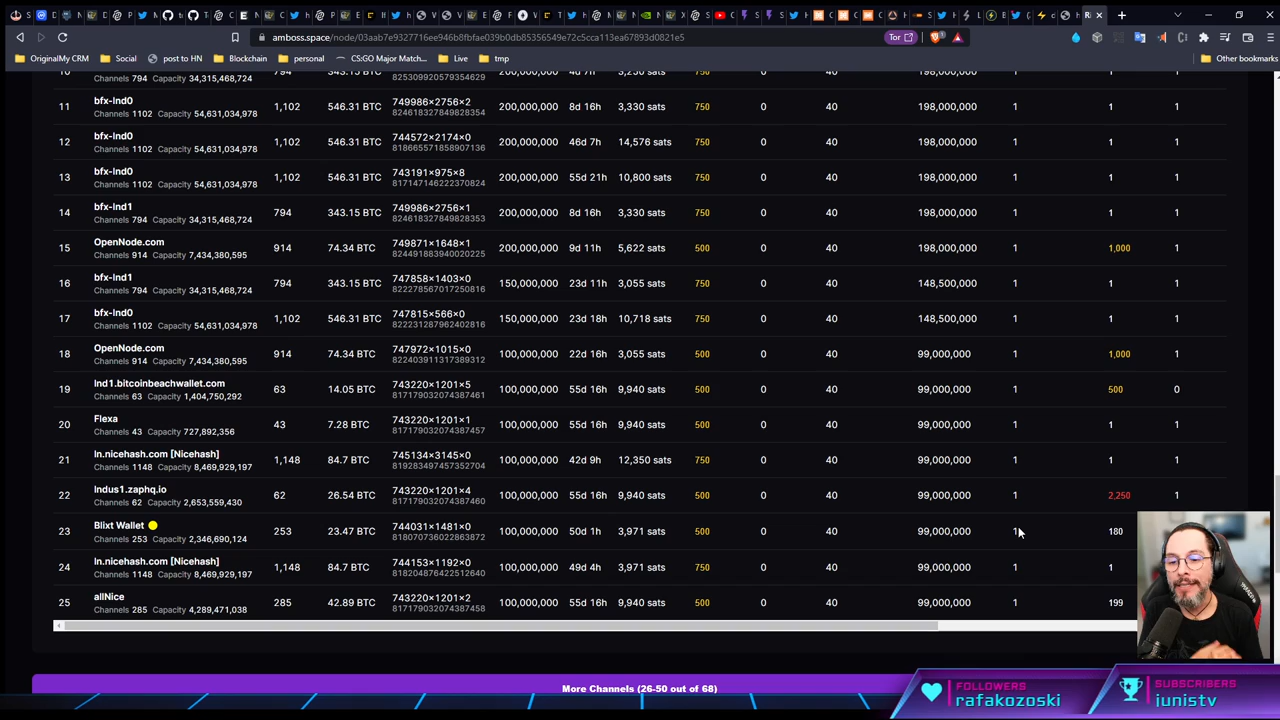 amboss.space/node/03aab7e9327716ee946b8fbfae039b0db85356549e72c5cca113ea67893d0821e5
Tor
OriginalMy CRM Social post to HN Blockchain personal CS:GO Major Match... Live tmp Other bookmarks
Channels 794 Capacity 34,315,468,724 825309920579354629
11 bfx-lnd0 1,102 546.31 BTC 749986×2756×2 200,000,000 8d 16h 3,330 sats 750 0 40 198,000,000 1 1 1
Channels 1102 Capacity 54,631,034,978 824618327849828354
12 bfx-lnd0 1,102 546.31 BTC 744572×2174×0 200,000,000 46d 7h 14,576 sats 750 0 40 198,000,000 1 1 1
Channels 1102 Capacity 54,631,034,978 818665571858907136
13 bfx-lnd0 1,102 546.31 BTC 743191×975×8 200,000,000 55d 21h 10,800 sats 750 0 40 198,000,000 1 1 1
Channels 1102 Capacity 54,631,034,978 817147146222370824
14 bfx-lnd1 794 343.15 BTC 749986×2756×1 200,000,000 8d 16h 3,330 sats 750 0 40 198,000,000 1 1 1
Channels 794 Capacity 34,315,468,724 824618327849828353
15 OpenNode.com 914 74.34 BTC 749871×1648×1 200,000,000 9d 11h 5,622 sats 500 0 40 198,000,000 1 1,000 1
Channels 914 Capacity 7,434,380,595 824491883940020225
16 bfx-lnd1 794 343.15 BTC 747858×1403×0 150,000,000 23d 11h 3,055 sats 750 0 40 148,500,000 1 1 1
Channels 794 Capacity 34,315,468,724 822278567017250816
17 bfx-lnd0 1,102 546.31 BTC 747815×566×0 150,000,000 23d 18h 10,718 sats 750 0 40 148,500,000 1 1 1
Channels 1102 Capacity 54,631,034,978 822231287962402816
18 OpenNode.com 914 74.34 BTC 747972×1015×0 100,000,000 22d 16h 3,055 sats 500 0 40 99,000,000 1 1,000 1
Channels 914 Capacity 7,434,380,595 822403911317389312
19 lnd1.bitcoinbeachwallet.com 63 14.05 BTC 743220×1201×5 100,000,000 55d 16h 9,940 sats 500 0 40 99,000,000 1 500 0
Channels 63 Capacity 1,404,750,292 817179032074387461
20 Flexa 43 7.28 BTC 743220×1201×1 100,000,000 55d 16h 9,940 sats 500 0 40 99,000,000 1 1 1
Channels 43 Capacity 727,892,356 817179032074387457
21 ln.nicehash.com [Nicehash] 1,148 84.7 BTC 745134×3145×0 100,000,000 42d 9h 12,350 sats 750 0 40 99,000,000 1 1 1
Channels 1148 Capacity 8,469,929,197 819283497457352704
22 lndus1.zaphq.io 62 26.54 BTC 743220×1201×4 100,000,000 55d 16h 9,940 sats 500 0 40 99,000,000 1 2,250 1
Channels 62 Capacity 2,653,559,430 817179032074387460
23 Blixt Wallet 253 23.47 BTC 744031×1481×0 100,000,000 50d 1h 3,971 sats 500 0 40 99,000,000 1 180
Channels 253 Capacity 2,346,690,124 818070736022863872
24 ln.nicehash.com [Nicehash] 1,148 84.7 BTC 744153×1192×0 100,000,000 49d 4h 3,971 sats 750 0 40 99,000,000 1 1
Channels 1148 Capacity 8,469,929,197 818204876422512640
25 allNice 285 42.89 BTC 743220×1201×2 100,000,000 55d 16h 9,940 sats 500 0 40 99,000,000 1 199
Channels 285 Capacity 4,289,471,038 817179032074387458
More Channels (26-50 out of 68)
FOLLOWERS
rafakozoski
SUBSCRIBERS
junistv